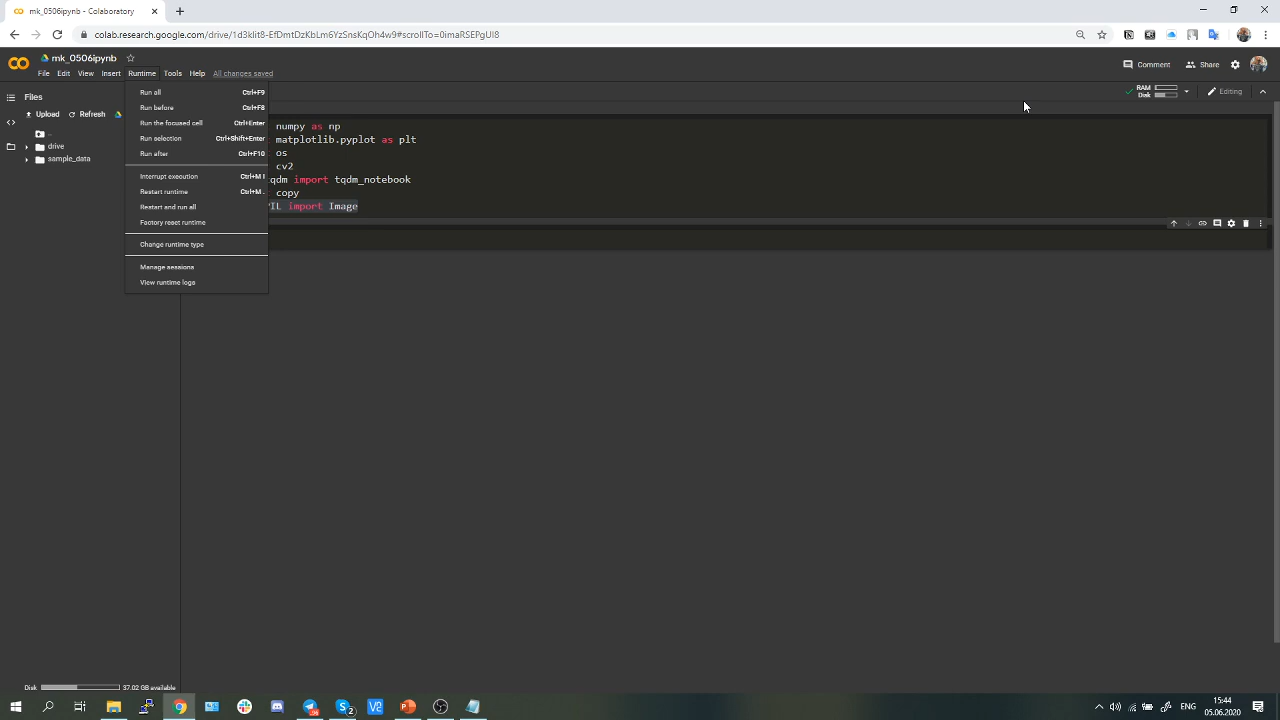 mk_0506ipynb - Colaboratory
colab.research.google.com/drive/1d3klit8-EfDmtDzKbLm6YzSnsKqOh4w9#scrollTo=0imaRSEPgUI8
mk_0506ipynb
File Edit View Insert Runtime Tools Help All changes saved
Comment
Share
Files
Upload Refresh
..
drive
sample_data
Run all Ctrl+F9
Run before Ctrl+F8
Run the focused cell Ctrl+Enter
Run selection Ctrl+Shift+Enter
Run after Ctrl+F10
Interrupt execution Ctrl+M I
Restart runtime Ctrl+M .
Restart and run all
Factory reset runtime
Change runtime type
Manage sessions
View runtime logs
RAM
Disk
Editing
numpy as np
matplotlib.pyplot as plt
os
cv2
qdm import tqdm_notebook
copy
IL import Image
Disk 37.02 GB available
15:44
05.06.2020